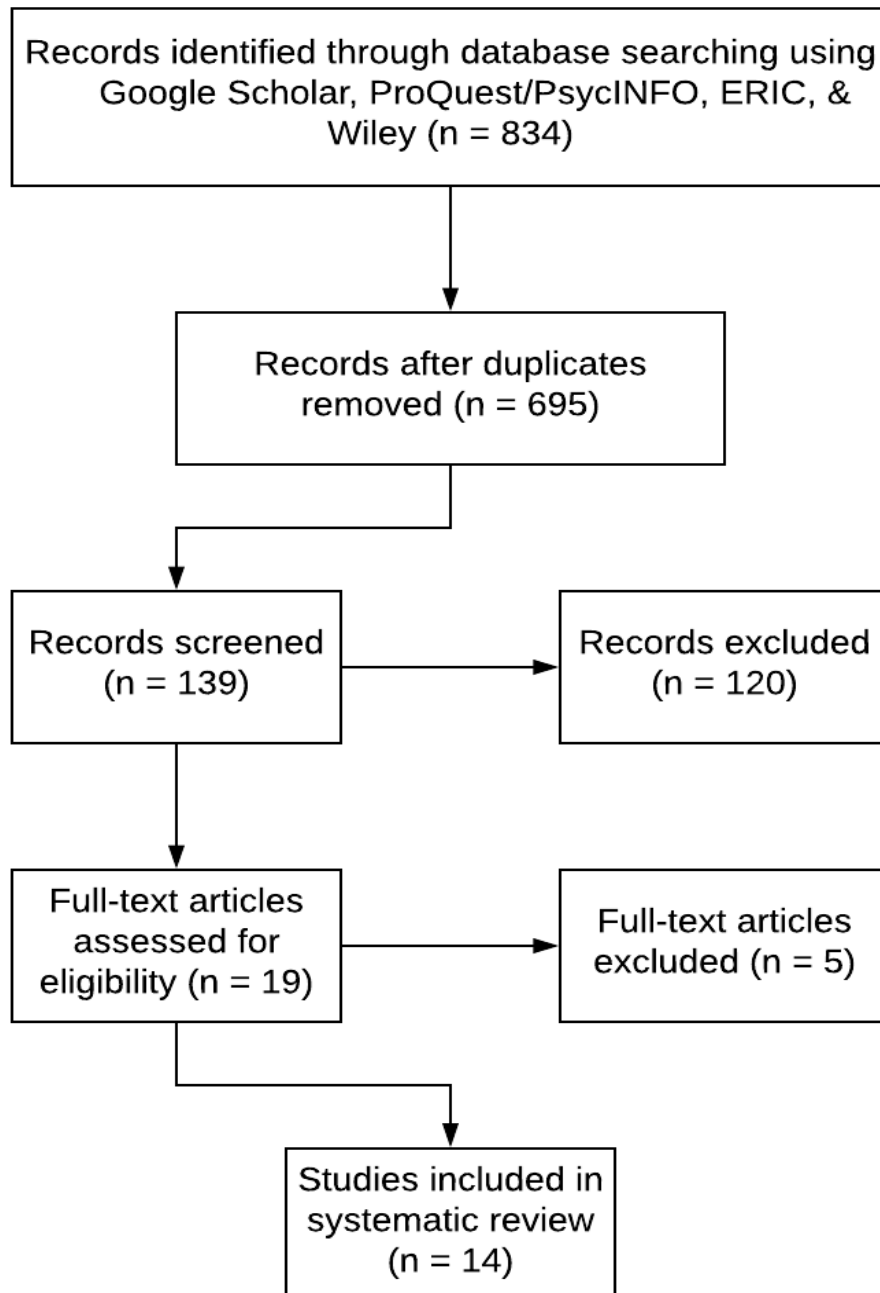 Records identified through database searching using
Google Scholar, ProQuest/PsycINFO, ERIC, &
Wiley (n = 834)
Records after duplicates
removed (n = 695)
Records screened
(n = 139)
Records excluded
(n = 120)
Full-text articles
assessed for
eligibility (n = 19)
Full-text articles
excluded (n = 5)
Studies included in
systematic review
(n = 14)